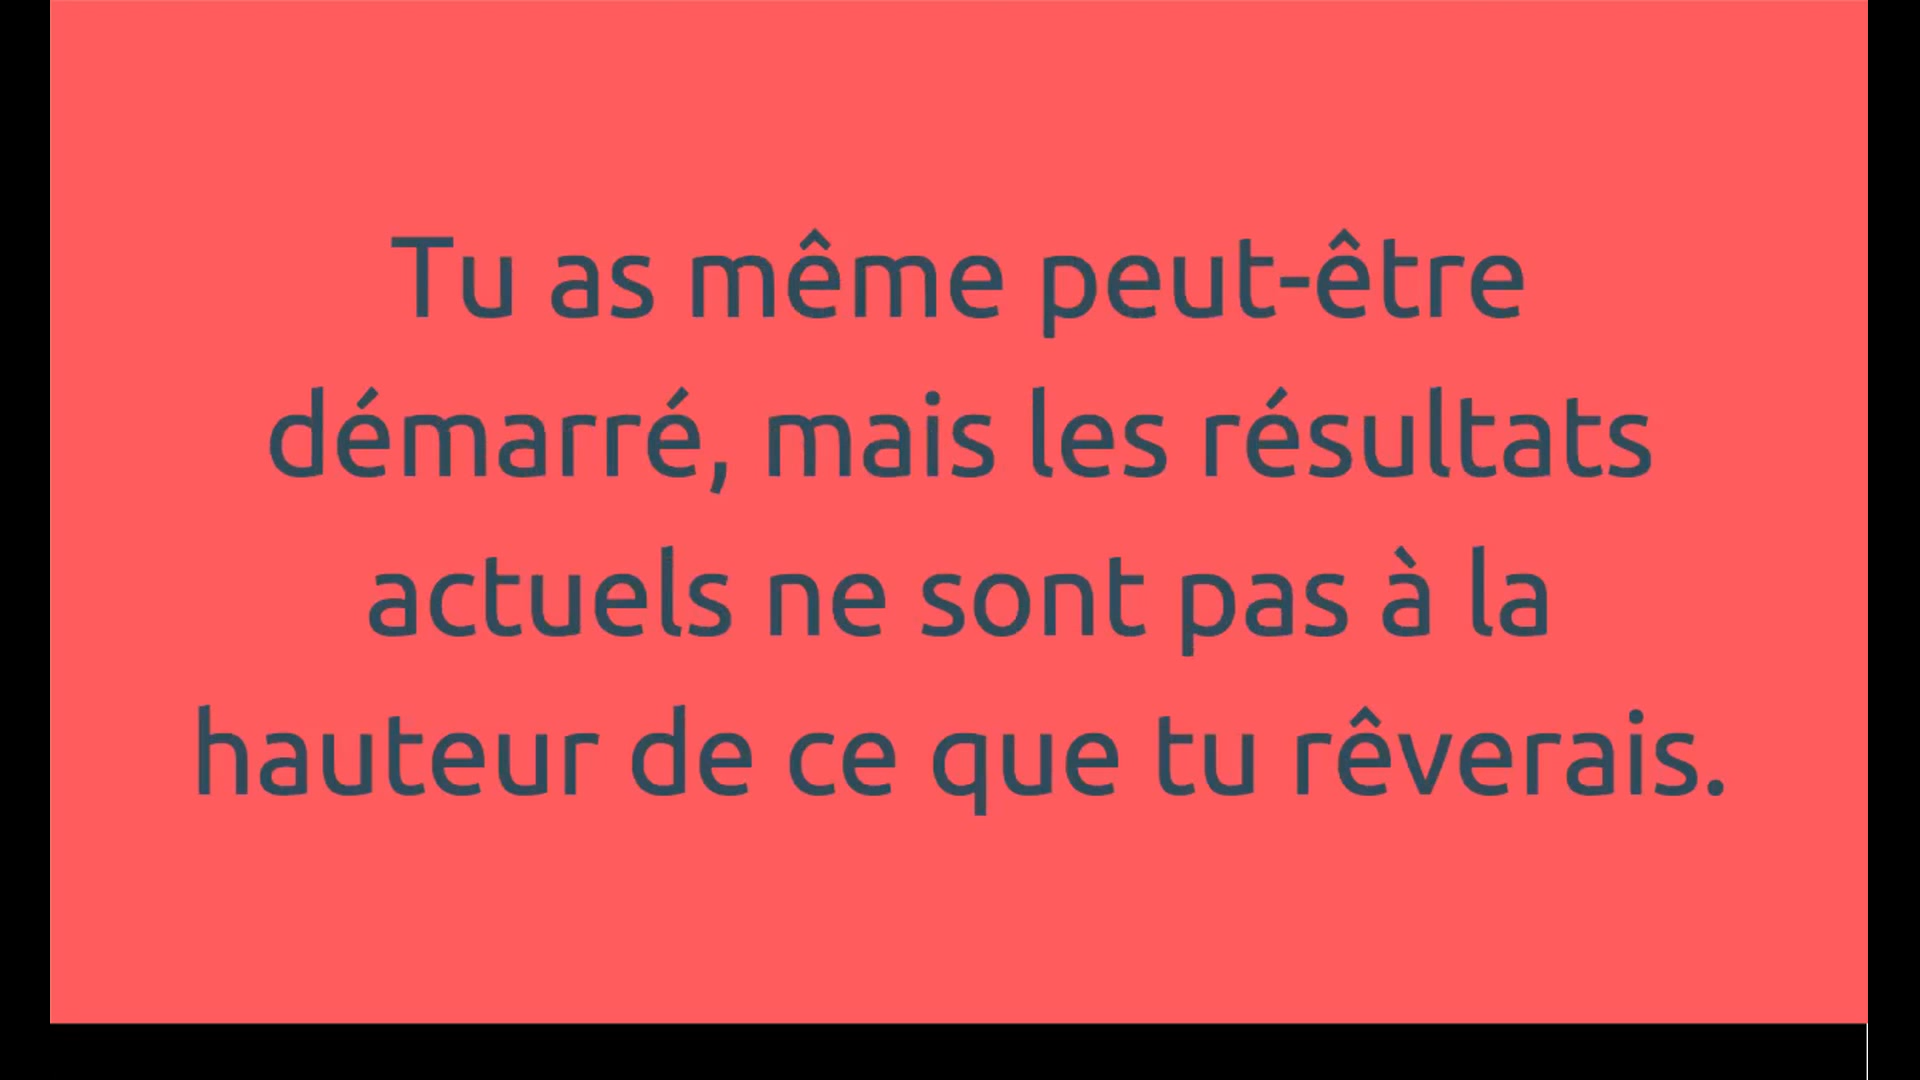 Tu as même peut-être
démarré, mais les résultats
actuels ne sont pas à la
hauteur de ce que tu rêverais.